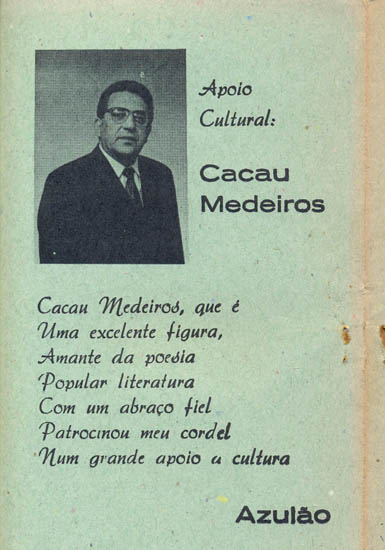 Apoio
Cultural:
Cacau
Medeiros
Cacau Medeiros, que é
Uma excelente figura,
Amante da poesia
Popular literatura
Com um abraço fiel
Patrocinou meu cordel
Num grande apoio a cultura
Azulão